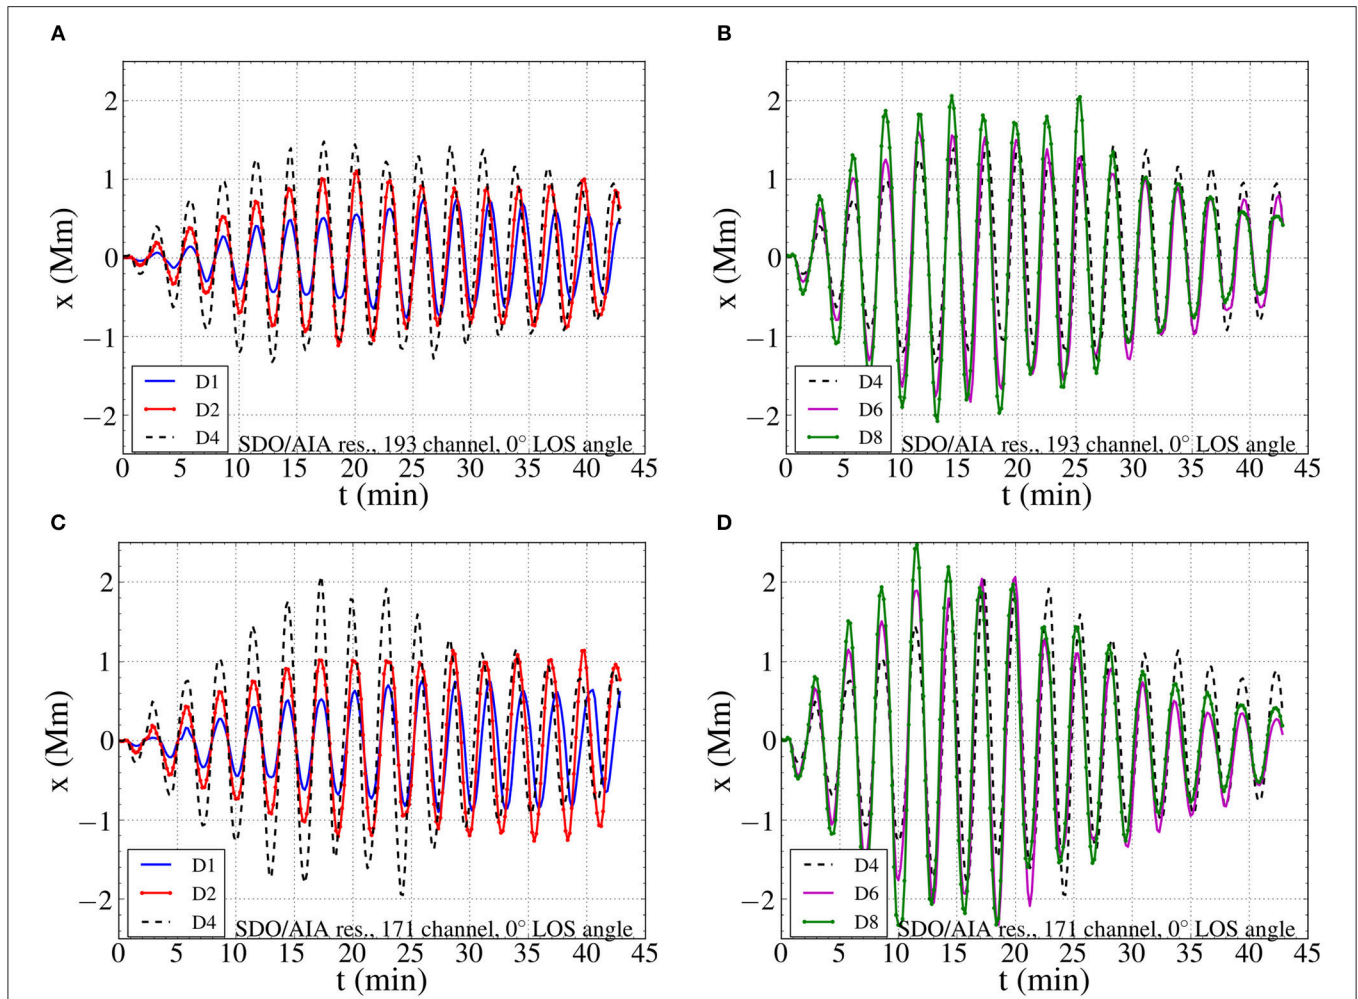 A
2
1
0
−1
−2
x (Mm)
D1
D2
D4
SDO/AIA res., 193 channel, 0° LOS angle
0 5 10 15 20 25 30 35 40 45
t (min)
B
2
1
0
−1
−2
x (Mm)
D4
D6
D8
SDO/AIA res., 193 channel, 0° LOS angle
0 5 10 15 20 25 30 35 40 45
t (min)
C
2
1
0
−1
−2
x (Mm)
D1
D2
D4
SDO/AIA res., 171 channel, 0° LOS angle
0 5 10 15 20 25 30 35 40 45
t (min)
D
2
1
0
−1
−2
x (Mm)
D4
D6
D8
SDO/AIA res., 171 channel, 0° LOS angle
0 5 10 15 20 25 30 35 40 45
t (min)